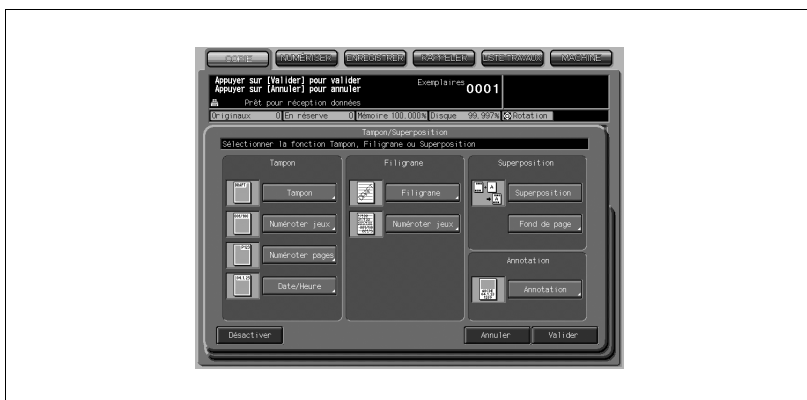 COPIE NUMÉRISER ENREGISTRER RAPPELER LISTE TRAVAUX MACHINE
Appuyer sur [Valider] pour valider
Appuyer sur [Annuler] pour annuler
Exemplaires 0001
Prêt pour réception données
Originaux 0 En réserve 0 Mémoire 100.000% Disque 99.997% Rotation
Tampon/Superposition
Sélectionner la fonction Tampon, Filigrane ou Superposition
Tampon Filigrane Superposition
Tampon Filigrane Superposition
Numéroter jeux Numéroter jeux Fond de page
Numéroter pages
Annotation
Date/Heure Annotation
Désactiver Annuler Valider